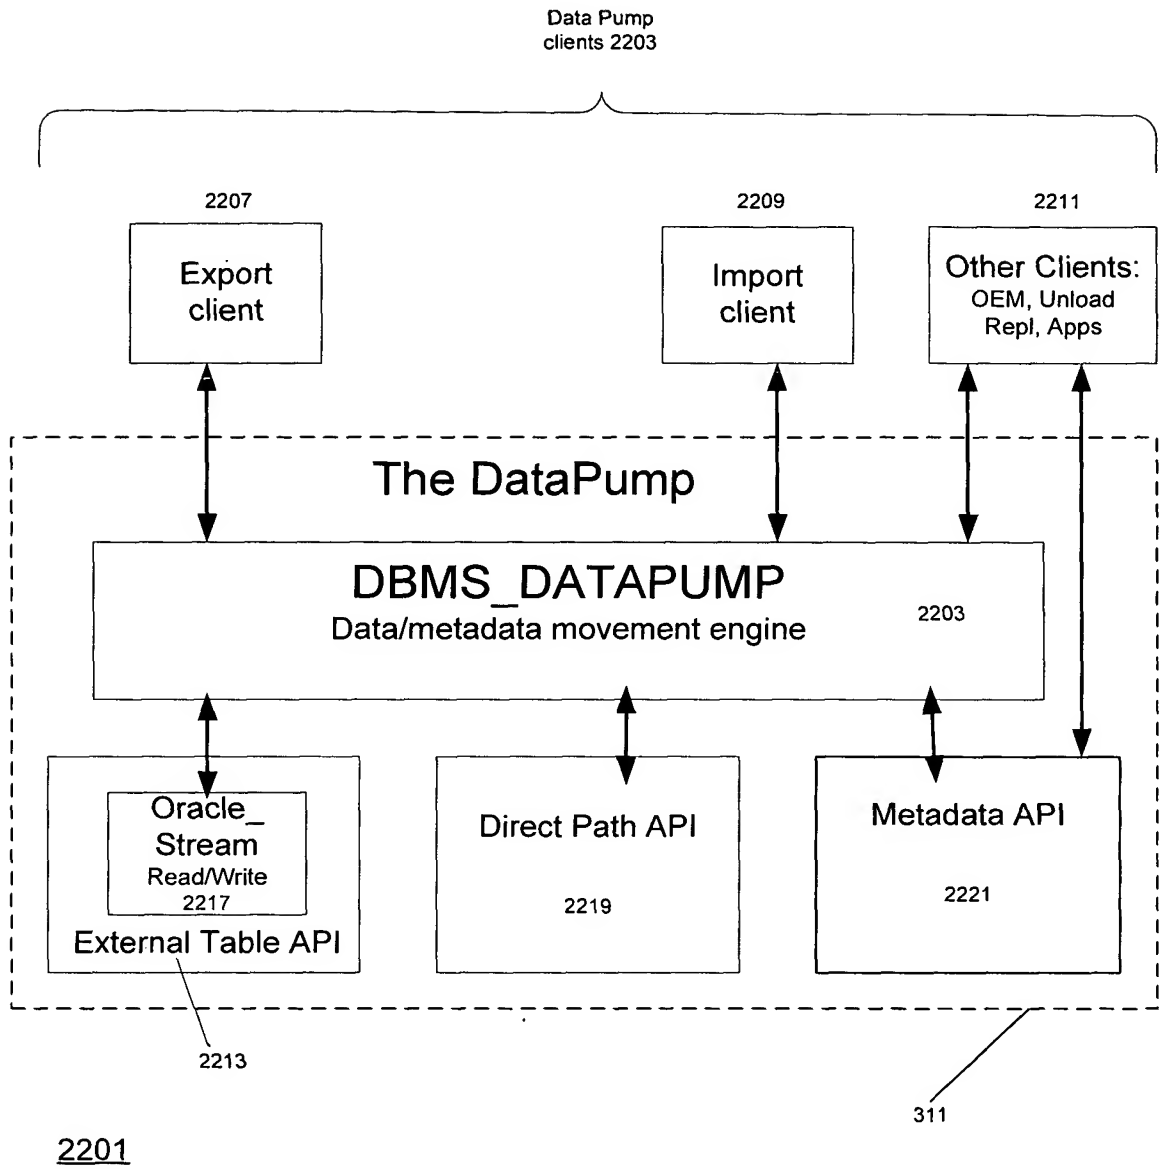 Data Pump
clients 2203
2207
2209
2211
Export
client
Import
client
Other Clients:
OEM, Unload
Repl, Apps
The DataPump
DBMS_DATAPUMP
Data/metadata movement engine
2203
Oracle_
Stream
Read/Write
2217
External Table API
Direct Path API
2219
Metadata API
2221
2213
311
2201